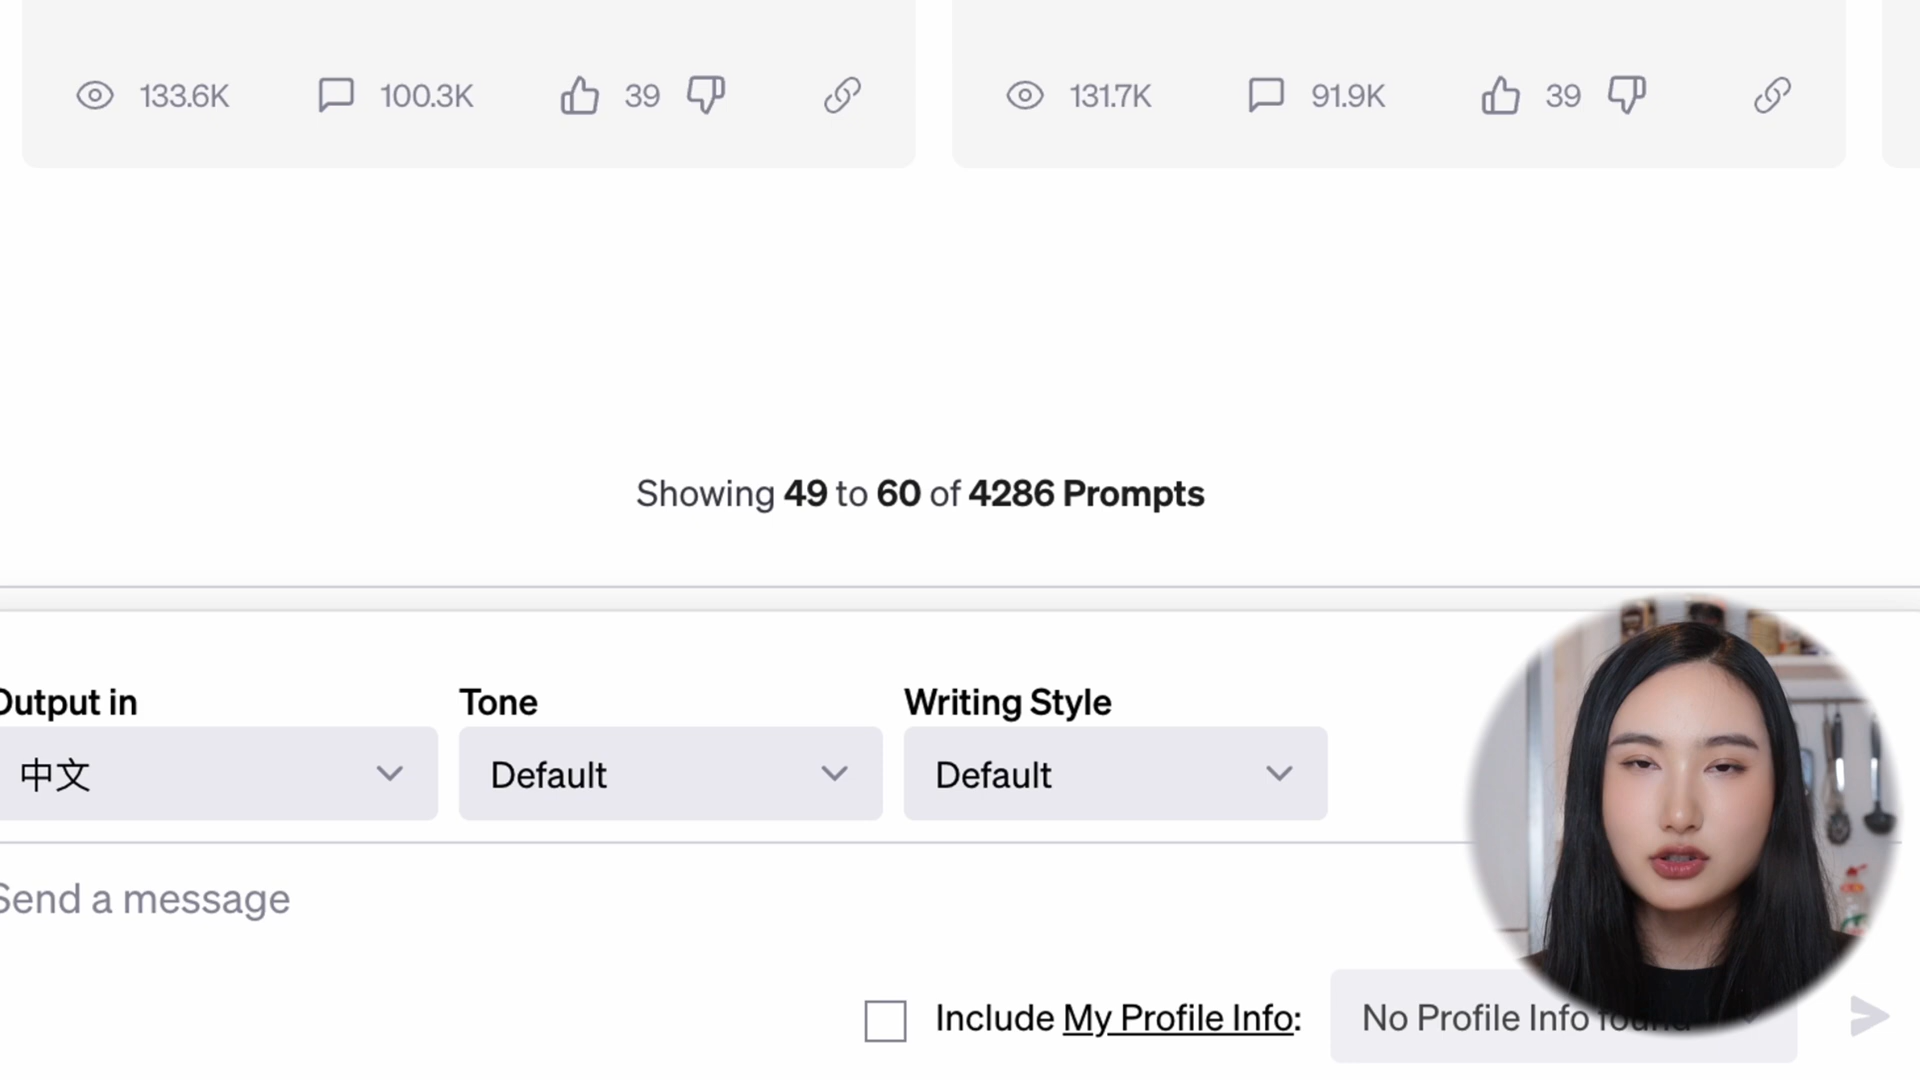 133.6K 100.3K 39 131.7K 91.9K 39
Showing 49 to 60 of 4286 Prompts
Output in Tone Writing Style
中文 Default Default
Send a message
Include My Profile Info: No Profile Info found